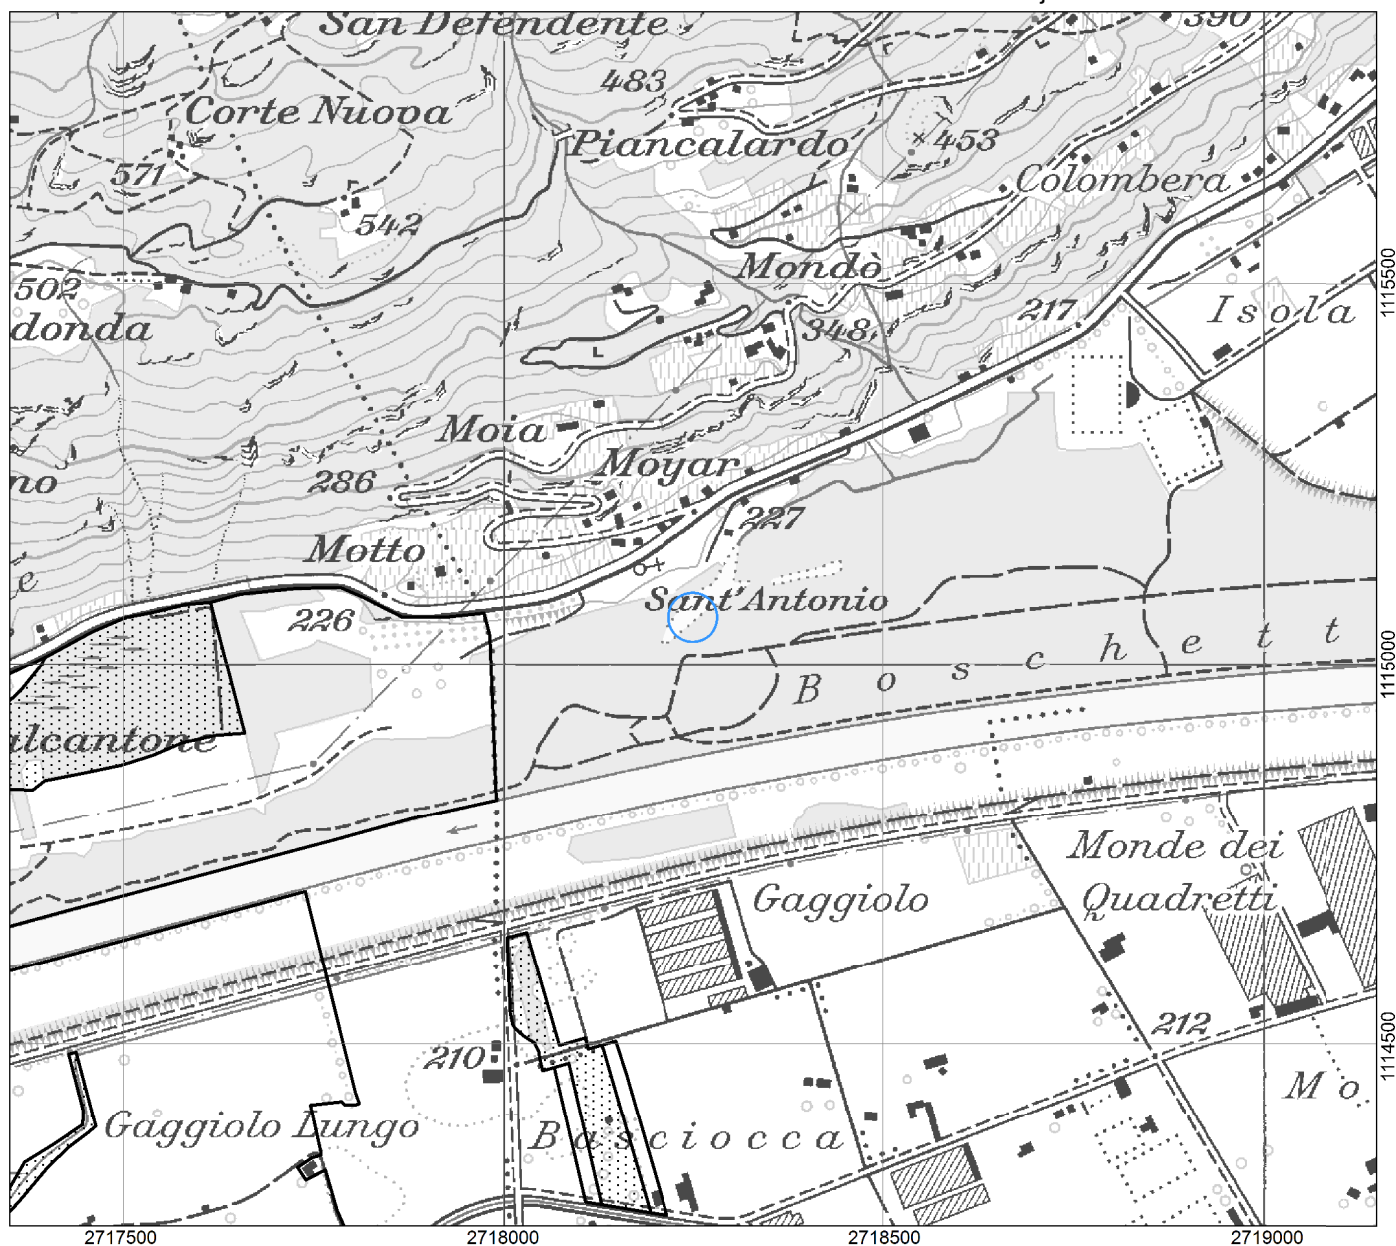 San Defendente
390
483
Corte Nuova
Piancalardo
453
571
Colombera
542
Mondò
502
217
Isola
donda
348
1115500
Moia
Moyar
no
286
227
Motto
e
Sant'Antonio
226
1115000
Boschett
alcantone
Monde dei
Quadretti
Gaggiolo
212
210
1114500
Mo
Gaggiolo Lungo
Basciocca
2717500
2718000
2718500
2719000